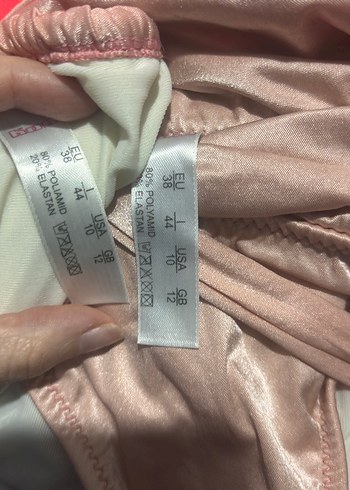 EU I USA GB
38 44 10 12
80% POLIAMID
20% ELASTAN
EU I USA GB
38 44 10 12
80% POLYAMID
20% ELASTAN